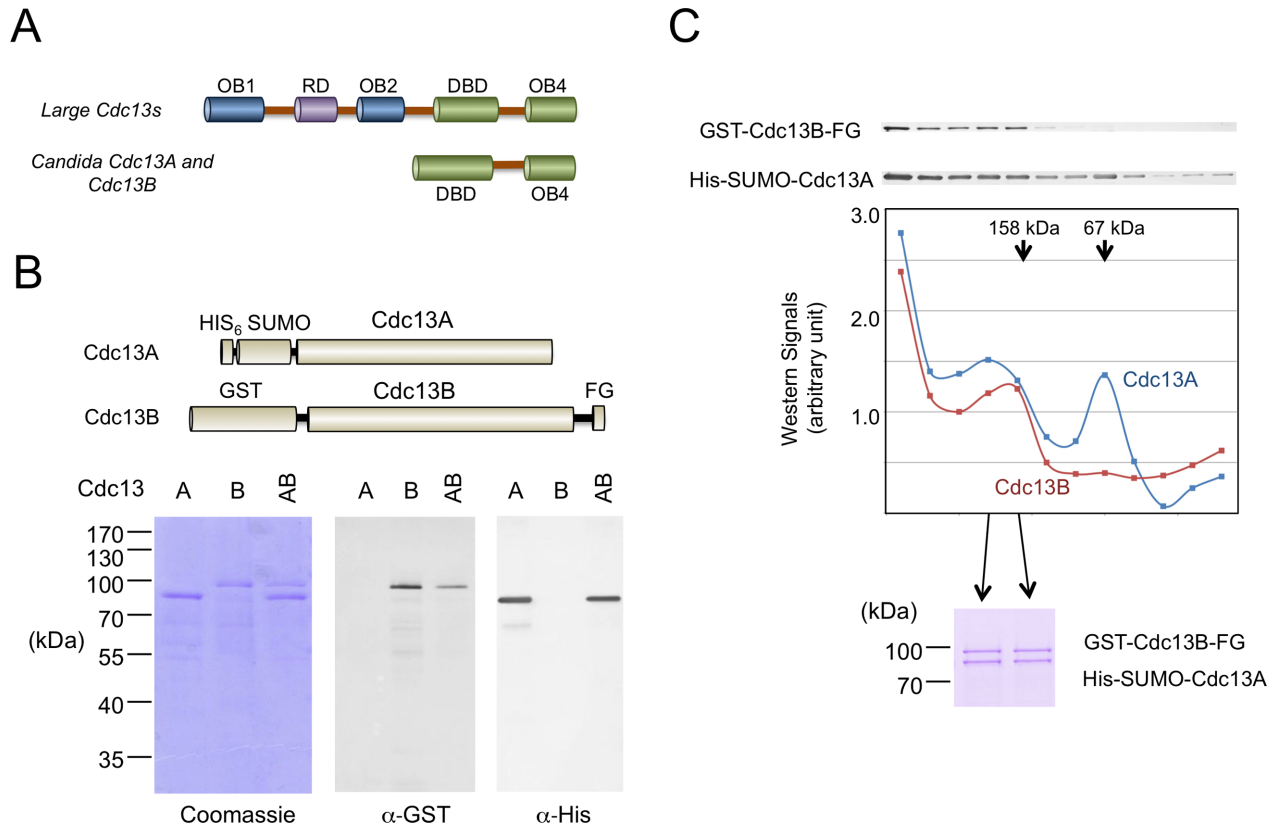 A
OB1 RD OB2 DBD OB4
Large Cdc13s
Candida Cdc13A and
Cdc13B
DBD OB4
B
HIS6 SUMO Cdc13A
Cdc13A
GST Cdc13B FG
Cdc13B
Cdc13 A B AB A B AB A B AB
170
130
100
70
(kDa)
55
40
35
Coomassie α-GST α-His
C
GST-Cdc13B-FG
His-SUMO-Cdc13A
3.0
158 kDa 67 kDa
2.0
Western Signals
(arbitrary unit)
Cdc13A
1.0
Cdc13B
(kDa)
100
GST-Cdc13B-FG
70
His-SUMO-Cdc13A